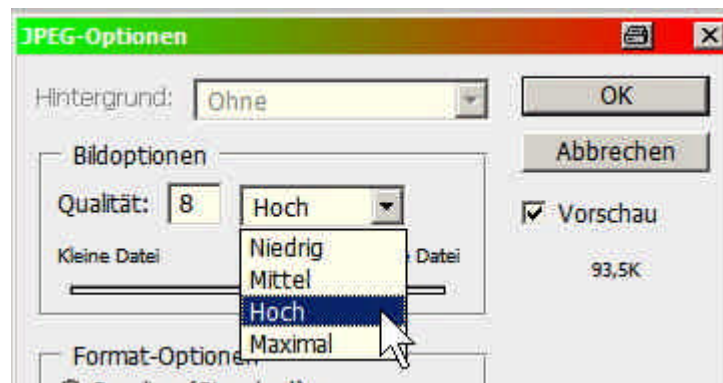 JPEG-Optionen
Hintergrund: Ohne
OK
Bildoptionen
Abbrechen
Qualität: 8 Hoch
Vorschau
Kleine Datei Datei
93,5K
Niedrig
Mittel
Hoch
Maximal
Format-Optionen